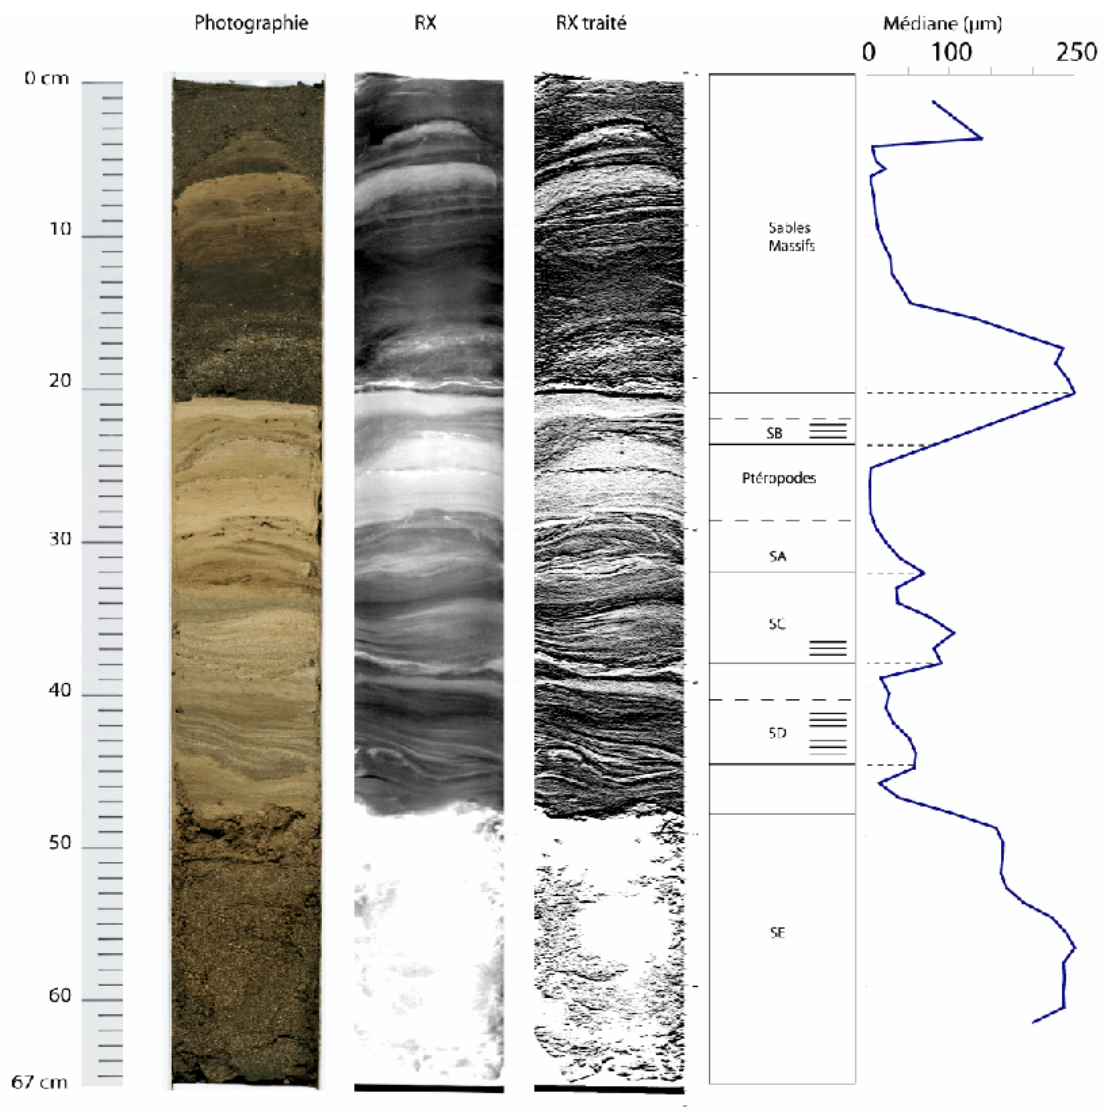 Photographie
RX
RX traité
Médiane (µm)
0 100 250
0 cm
10
20
30
40
50
60
67 cm
Sables
Massifs
SB
Ptéropodes
SA
SC
SD
SE